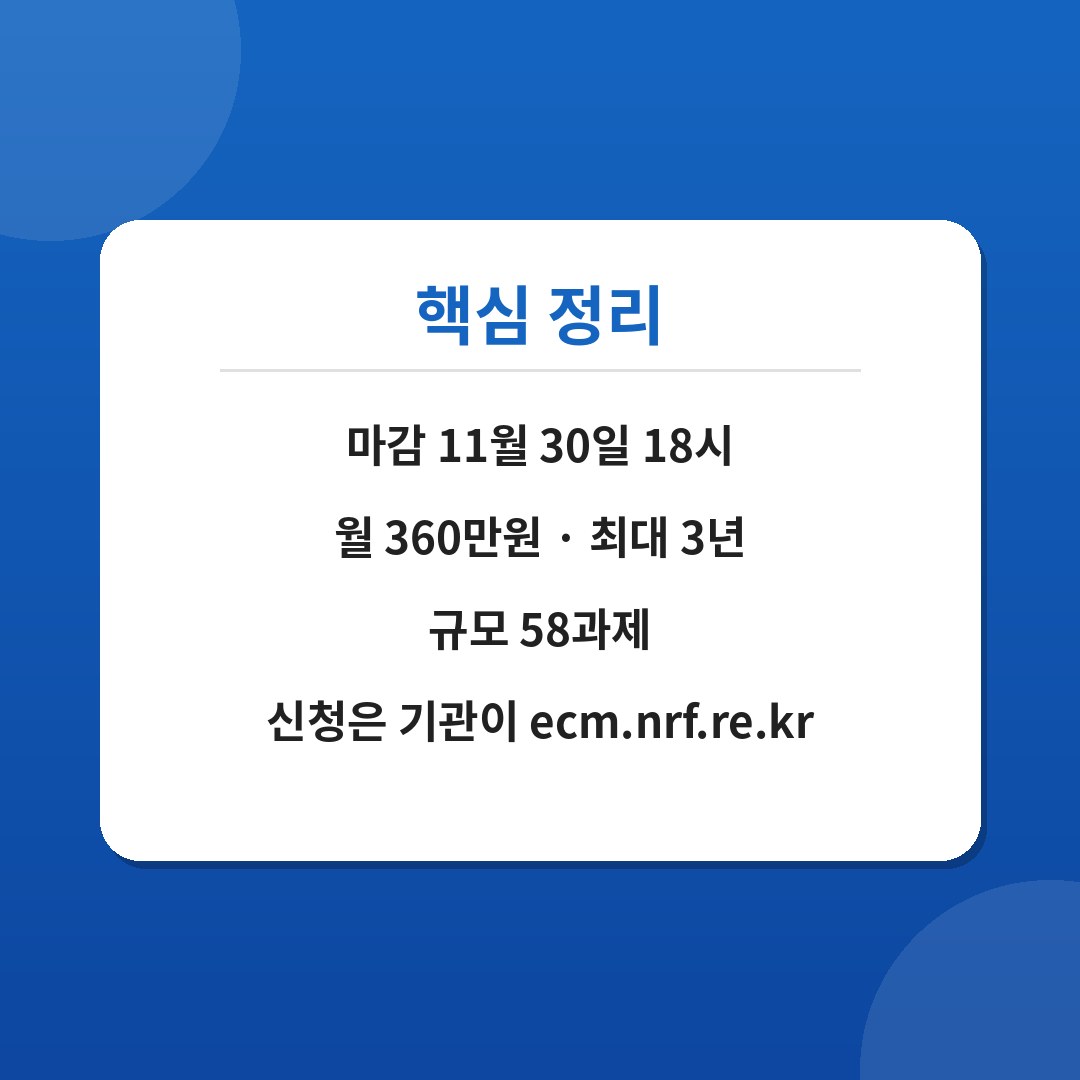 핵심 정리
마감 11월 30일 18시
월 360만원 · 최대 3년
규모 58과제
신청은 기관이 ecm.nrf.re.kr